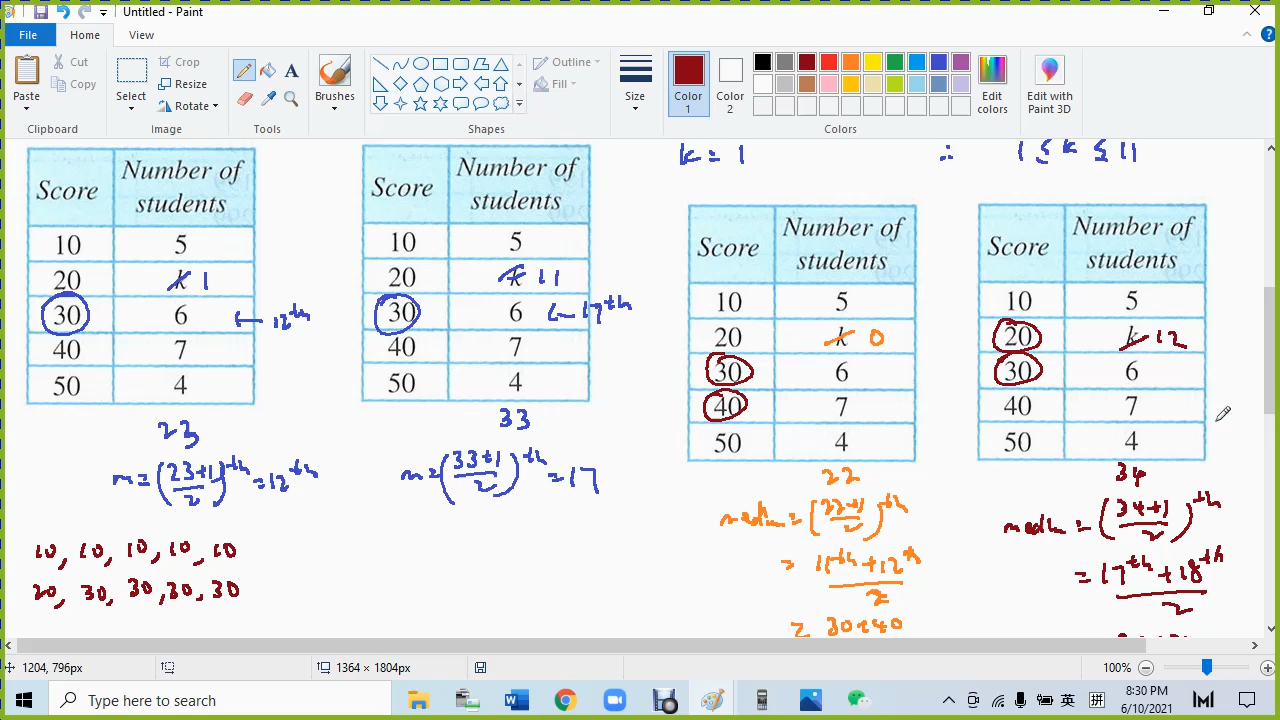 Untitled - Paint
File
Home
View
Paste
Cut
Copy
Clipboard
Select
Crop
Resize
Rotate
Image
A
Tools
Brushes
Outline
Fill
Shapes
Size
Color 1
Color 2
Edit colors
Edit with Paint 3D
Colors
k = 1
∴ 1 ≤ k ≤ 11
Score Number of students
10 5
20 k 1
30 6 ← 12th
40 7
50 4
23
m = (23+1/2)th = 12th
10, 10, 10, 10, 10
20, 30, 30, 30, 30
Score Number of students
10 5
20 k 11
30 6 ← 17th
40 7
50 4
33
m = (33+1/2)th = 17
Score Number of students
10 5
20 k 0
30 6
40 7
50 4
22
median = (22+1/2)th
= 11th + 12th / 2
= 30+40
Score Number of students
10 5
20 k 12
30 6
40 7
50 4
34
median = (34+1/2)th
= 17th + 18th / 2
1204, 796px
1364 × 1804px
100%
Type here to search
英
拼
8:30 PM
6/10/2021